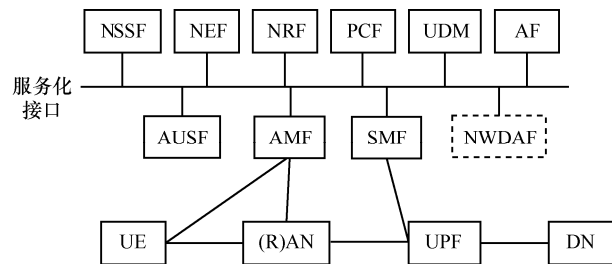 NSSF NEF NRF PCF UDM AF
服务化
接口
AUSF AMF SMF NWDAF
UE (R)AN UPF DN